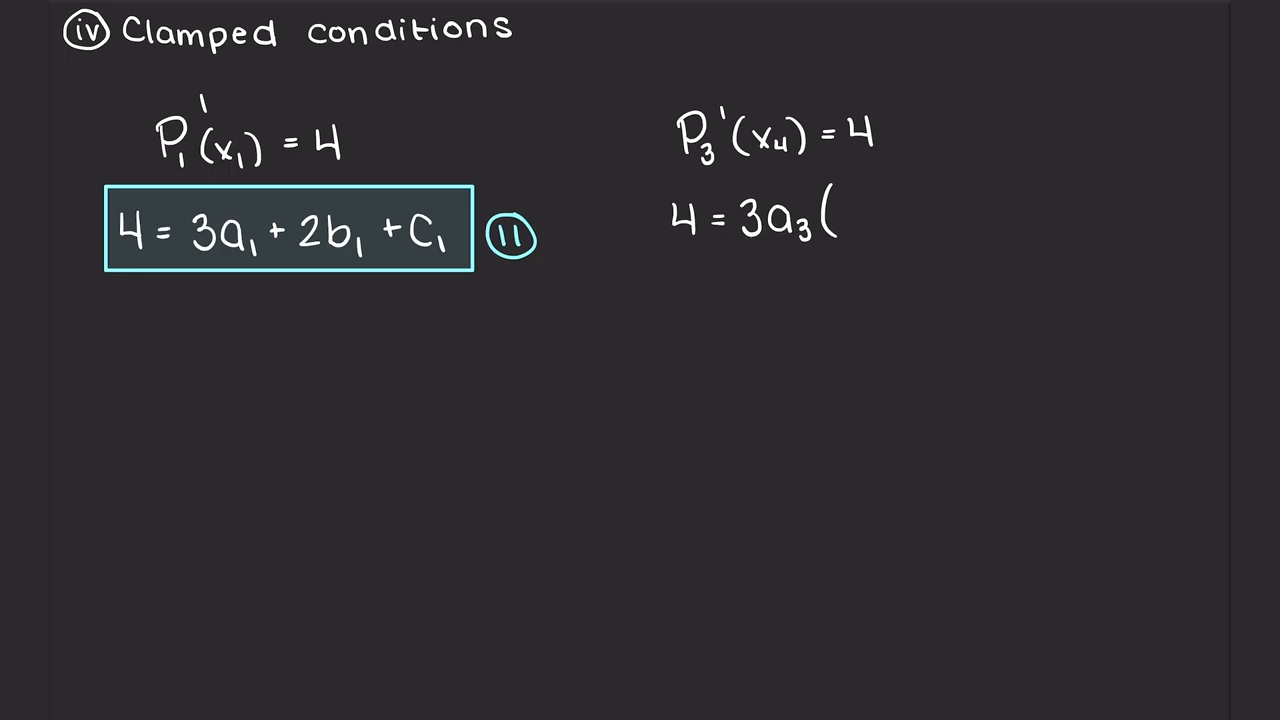 (iv) Clamped conditions
P₁'(x₁) = 4
4 = 3a₁ + 2b₁ + C₁ (11)
P₃'(x₄) = 4
4 = 3a₃(